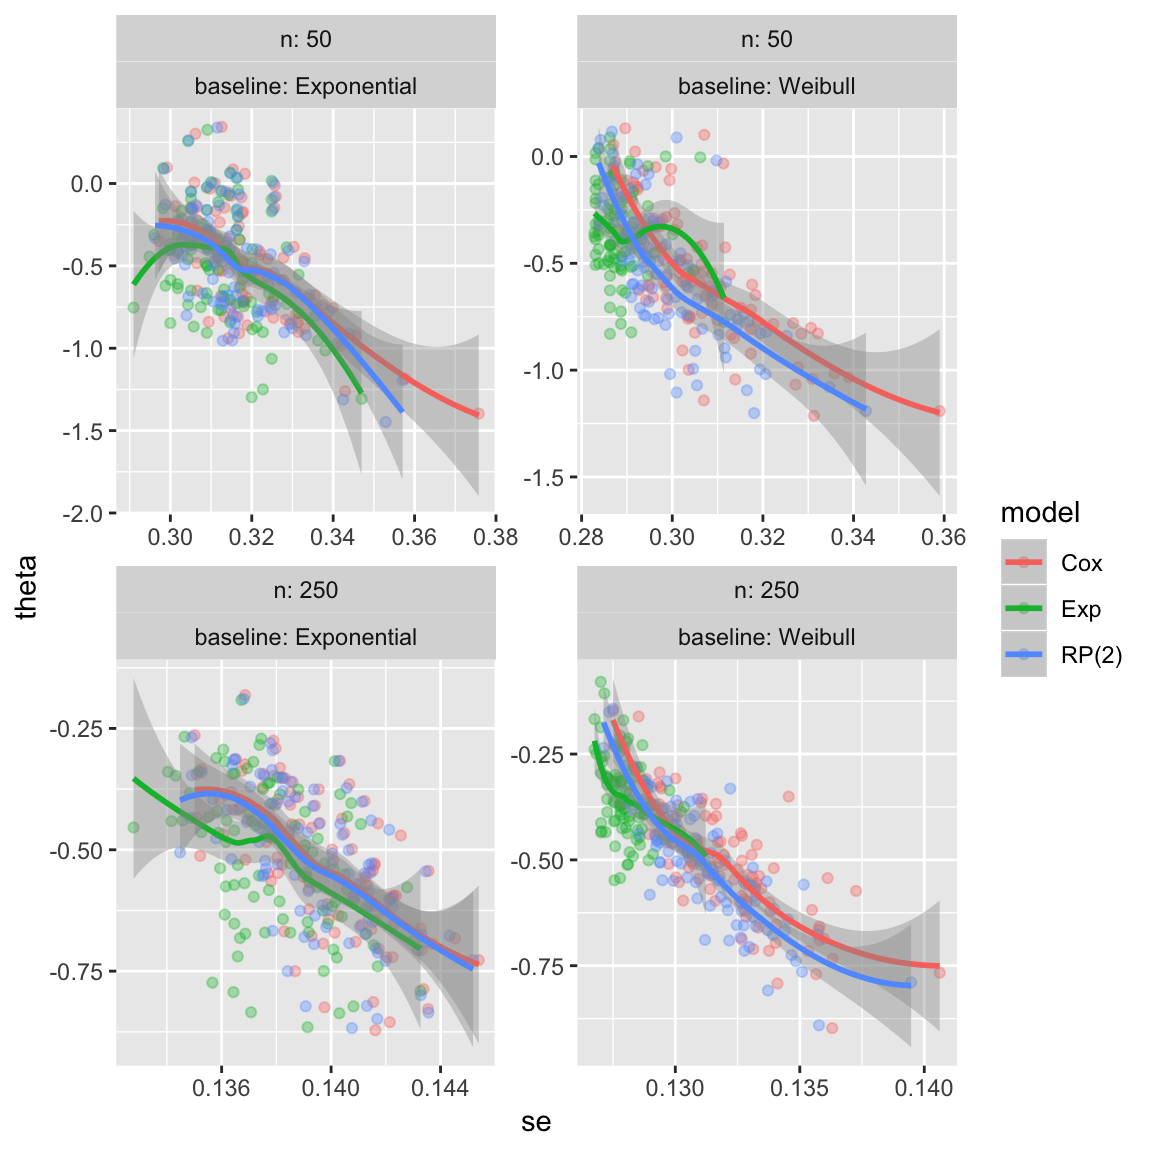 n: 50
baseline: Exponential
n: 50
baseline: Weibull
0.0
-0.5
-1.0
-1.5
-2.0
0.30 0.32 0.34 0.36 0.38
0.0
-0.5
-1.0
-1.5
0.28 0.30 0.32 0.34 0.36
n: 250
baseline: Exponential
n: 250
baseline: Weibull
-0.25
-0.50
-0.75
0.136 0.140 0.144
-0.25
-0.50
-0.75
0.130 0.135 0.140
theta
se
model
Cox
Exp
RP(2)